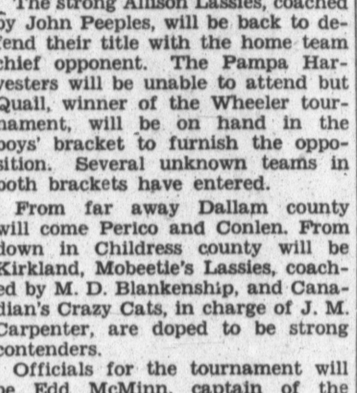 The strong Allison Lassies, coached
by John Peeples, will be back to de-
fend their title with the home team
chief opponent. The Pampa Har-
vesters will be unable to attend but
Quail, winner of the Wheeler tour-
nament, will be on hand in the
boys' bracket to furnish the oppo-
sition. Several unknown teams in
both brackets have entered.
From far away Dallam county
will come Perico and Conlen. From
down in Childress county will be
Kirkland, Mobeetie's Lassies, coach-
ed by M. D. Blankenship, and Cana-
dian's Crazy Cats, in charge of J. M.
Carpenter, are doped to be strong
contenders.
Officials for the tournament will
be Edd McMinn, captain of the